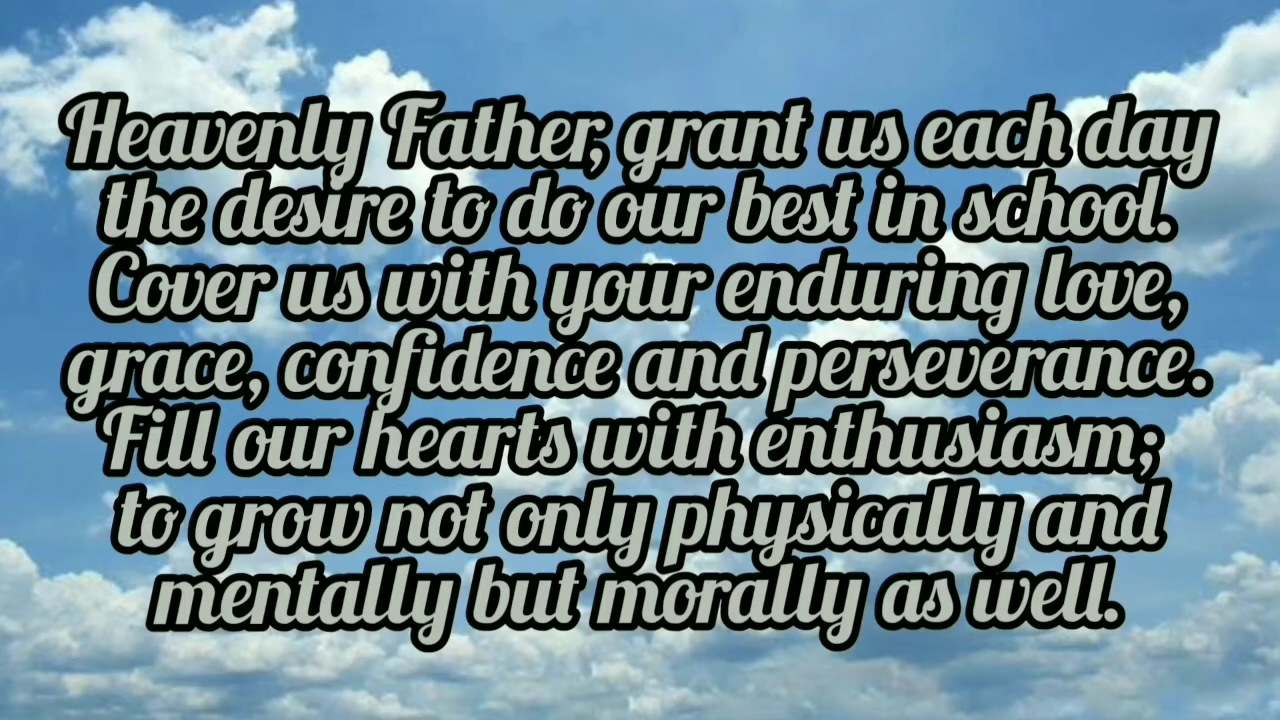 Heavenly Father, grant us each day
the desire to do our best in school.
Cover us with your enduring love,
grace, confidence and perseverance.
Fill our hearts with enthusiasm;
to grow not only physically and
mentally but morally as well.